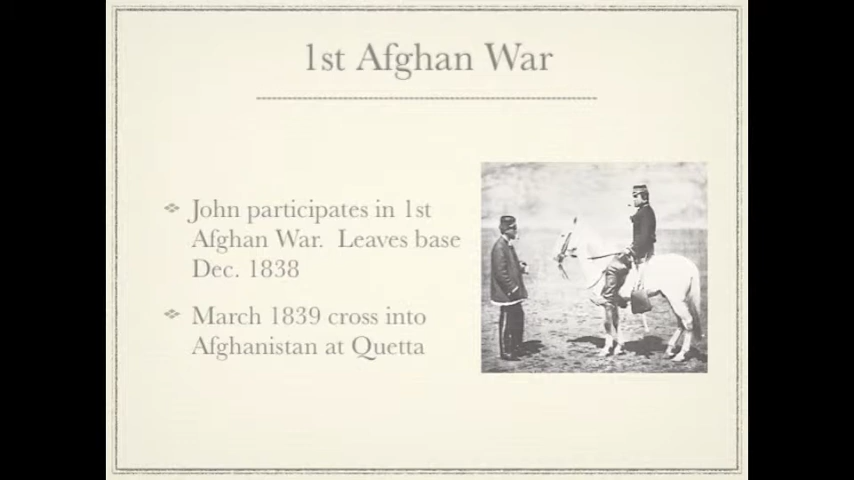 1st Afghan War
John participates in 1st
Afghan War. Leaves base
Dec. 1838
March 1839 cross into
Afghanistan at Quetta